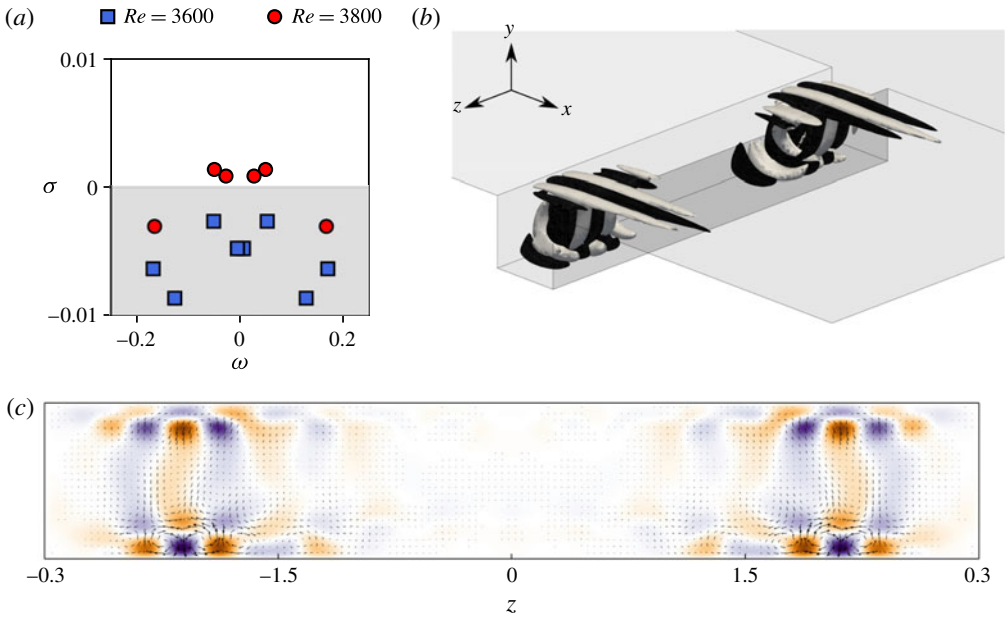 (a) Re = 3600 Re = 3800 (b)
0.01
σ 0
−0.01
−0.2 0 0.2
ω
y
z x
(c)
−0.3 −1.5 0 1.5 0.3
z